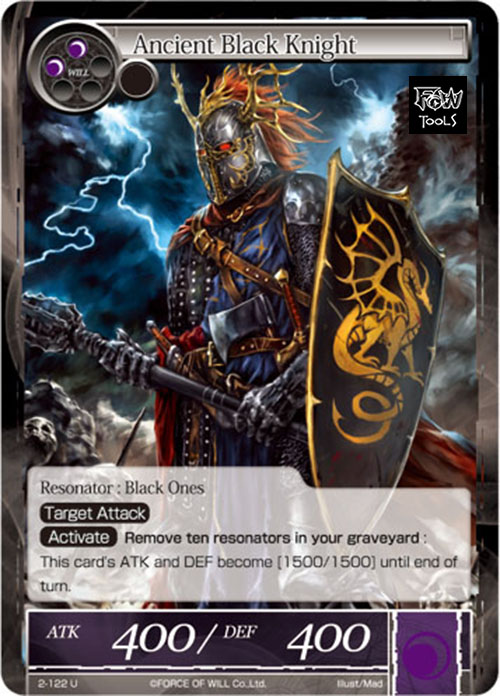 Ancient Black Knight
WILL
FOW
TOOLS
Resonator : Black Ones
Target Attack
Activate Remove ten resonators in your graveyard :
This card's ATK and DEF become [1500/1500] until end of
turn.
ATK 400/ DEF 400
2-122 U ©FORCE OF WILL Co.,Ltd. Illust/Mad